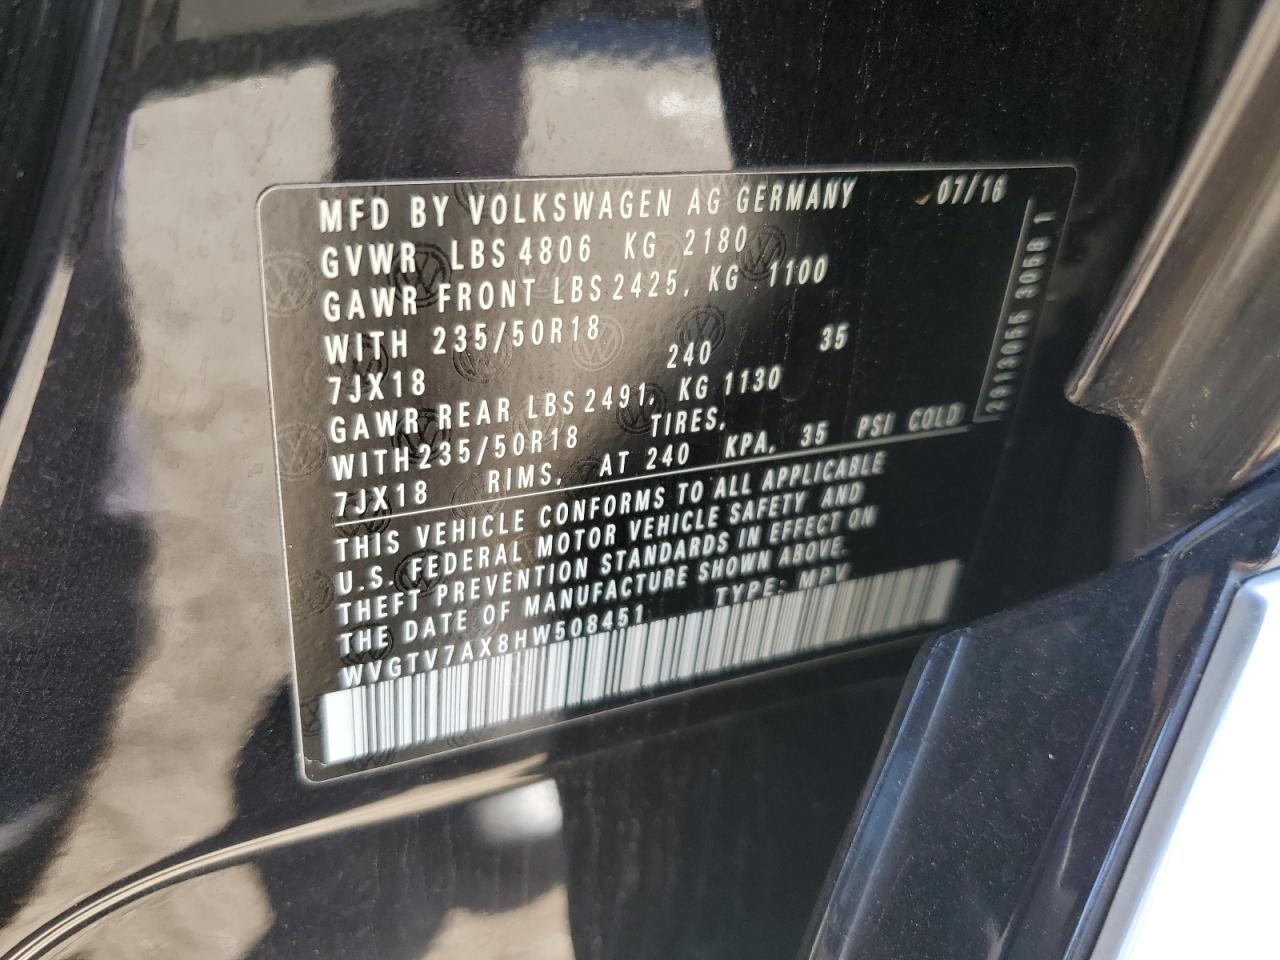 MFD BY VOLKSWAGEN AG GERMANY 07/16
GVWR LBS 4806 KG 2180
GAWR FRONT LBS 2425, KG 1100
WITH 235/50R18
7JX18 240 35
GAWR REAR LBS 2491, KG 1130
WITH 235/50R18 TIRES,
7JX18 RIMS, AT 240 KPA, 35 PSI COLD
THIS VEHICLE CONFORMS TO ALL APPLICABLE
U.S. FEDERAL MOTOR VEHICLE SAFETY AND
THEFT PREVENTION STANDARDS IN EFFECT ON
THE DATE OF MANUFACTURE SHOWN ABOVE.
WVGTV7AX8HW508451 TYPE: MPV